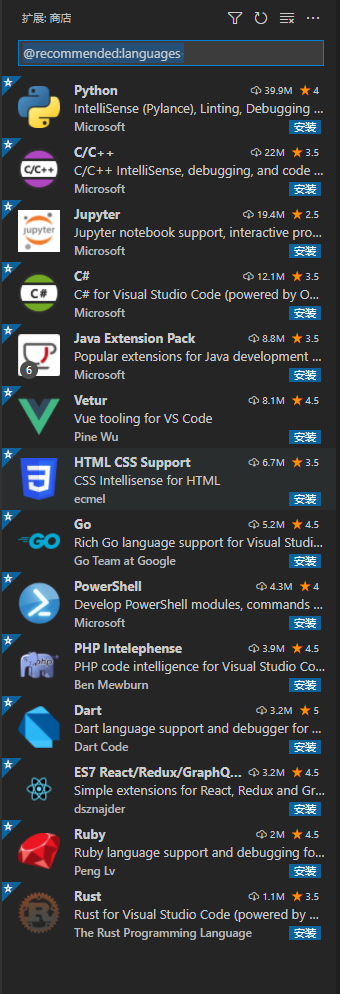 扩展: 商店
@recommended:languages
Python 39.9M 4
IntelliSense (Pylance), Linting, Debugging ...
Microsoft 安装
C/C++
C/C++ 22M 3.5
C/C++ IntelliSense, debugging, and code ...
Microsoft 安装
jupyter
Jupyter 19.4M 2.5
Jupyter notebook support, interactive pro...
Microsoft 安装
C#
C# 12.1M 3.5
C# for Visual Studio Code (powered by O...
Microsoft 安装
6
Java Extension Pack 8.8M 3.5
Popular extensions for Java development ...
Microsoft 安装
Vetur 8.1M 4.5
Vue tooling for VS Code
Pine Wu 安装
3
HTML CSS Support 6.7M 3.5
CSS Intellisense for HTML
ecmel 安装
GO
Go 5.2M 4.5
Rich Go language support for Visual Studi...
Go Team at Google 安装
PowerShell 4.3M 4
Develop PowerShell modules, commands ...
Microsoft 安装
php
PHP Intelephense 3.9M 4.5
PHP code intelligence for Visual Studio Co...
Ben Mewburn 安装
Dart 3.2M 5
Dart language support and debugger for ...
Dart Code 安装
ES7 React/Redux/GraphQ... 3.2M 4.5
Simple extensions for React, Redux and Gr...
dsznajder 安装
Ruby 2M 4.5
Ruby language support and debugging fo...
Peng Lv 安装
R
Rust 1.1M 3.5
Rust for Visual Studio Code (powered by ...
The Rust Programming Language 安装